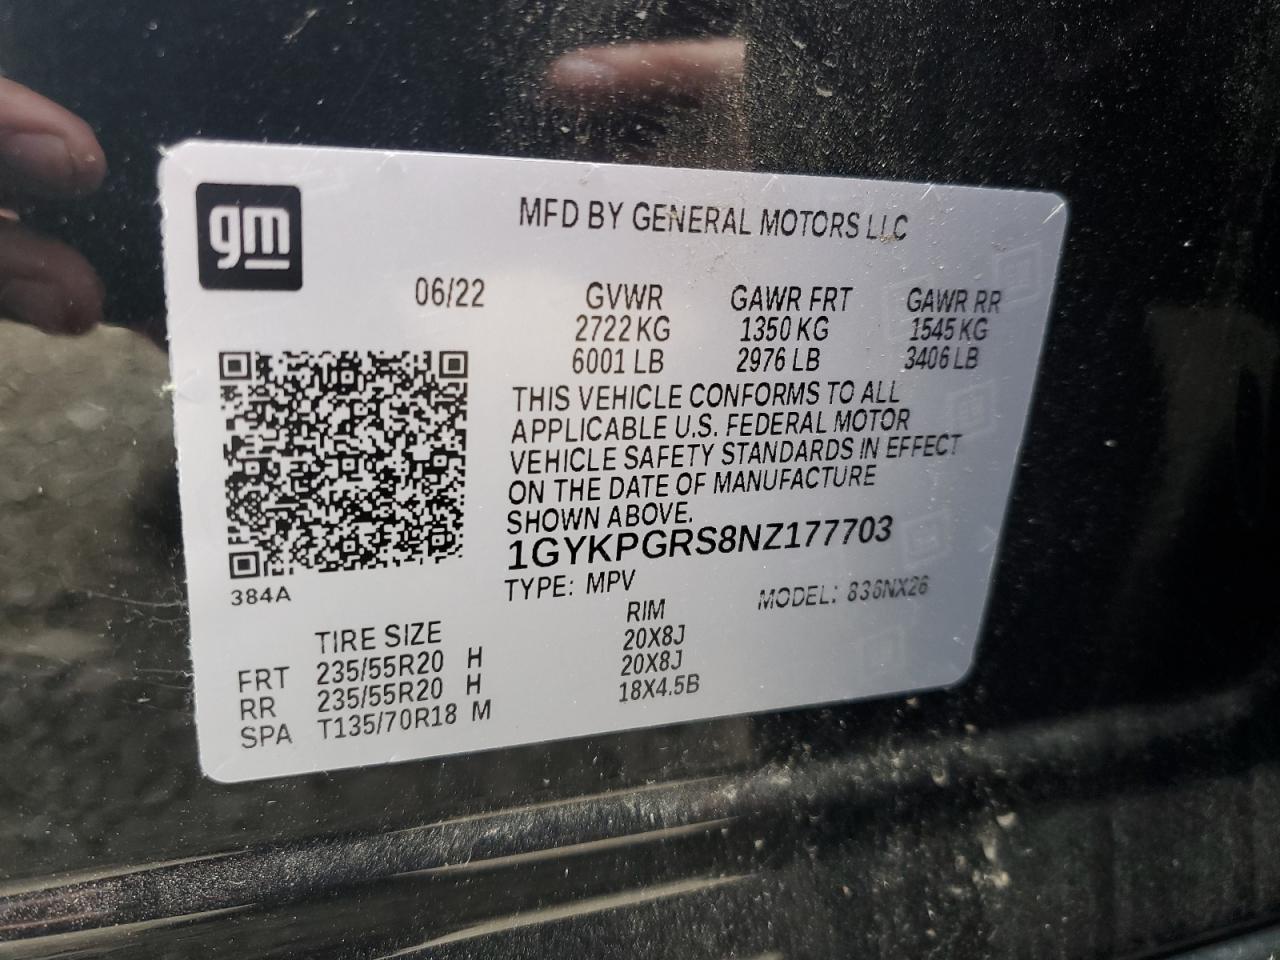 gm
MFD BY GENERAL MOTORS LLC
06/22 GVWR GAWR FRT GAWR RR
2722 KG 1350 KG 1545 KG
6001 LB 2976 LB 3406 LB
THIS VEHICLE CONFORMS TO ALL
APPLICABLE U.S. FEDERAL MOTOR
VEHICLE SAFETY STANDARDS IN EFFECT
ON THE DATE OF MANUFACTURE
SHOWN ABOVE.
1GYKPGRS8NZ177703
384A
TYPE: MPV MODEL: 836NX26
TIRE SIZE RIM
FRT 235/55R20 H 20X8J
RR 235/55R20 H 20X8J
SPA T135/70R18 M 18X4.5B